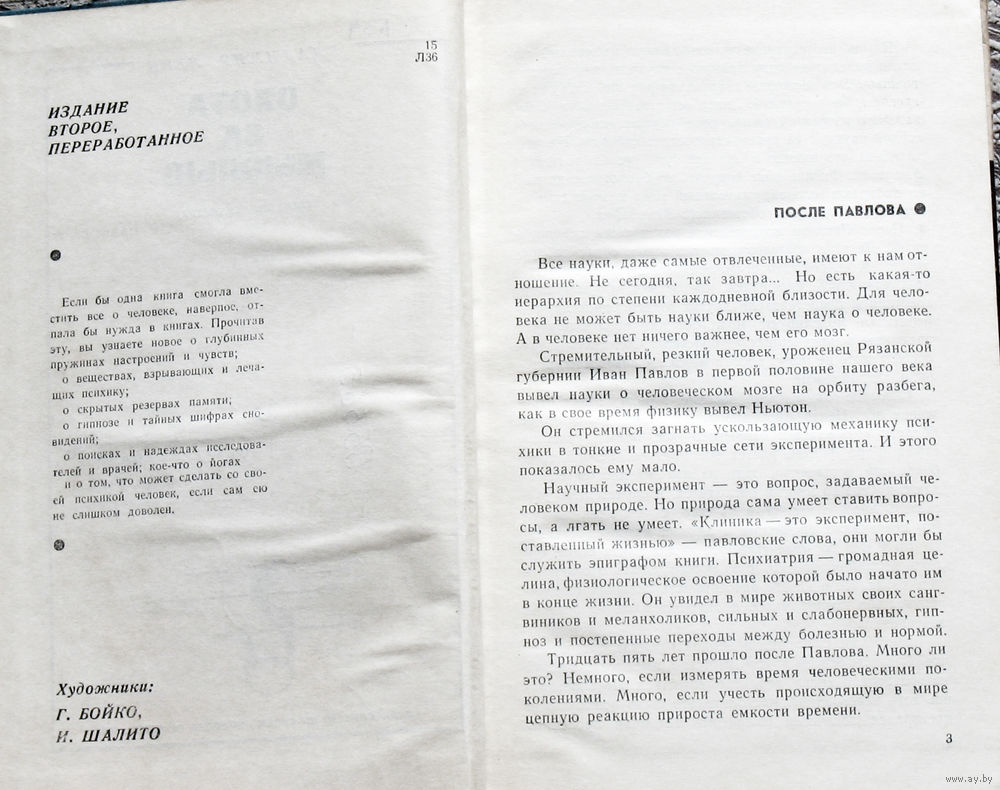 15
Л36
ИЗДАНИЕ
ВТОРОЕ,
ПЕРЕРАБОТАННОЕ
Если бы одна книга смогла вме-
стить все о человеке, наверное, от-
пала бы нужда в книгах. Прочитав
эту, вы узнаете новое о глубинных
пружинах настроений и чувств;
о веществах, взрывающих и леча-
щих психику;
о скрытых резервах памяти;
о гипнозе и тайных шифрах сно-
видений;
о поисках и надеждах исследова-
телей и врачей; кое-что о йогах
и о том, что может сделать со сво-
ей психикой человек, если сам ею
не слишком доволен.
Художники:
Г. БОЙКО,
И. ШАЛИТО
ПОСЛЕ ПАВЛОВА
Все науки, даже самые отвлеченные, имеют к нам от-
ношение. Не сегодня, так завтра... Но есть какая-то
иерархия по степени каждодневной близости. Для чело-
века не может быть науки ближе, чем наука о человеке.
А в человеке нет ничего важнее, чем его мозг.
Стремительный, резкий человек, уроженец Рязанской
губернии Иван Павлов в первой половине нашего века
вывел науки о человеческом мозге на орбиту разбега,
как в свое время физику вывел Ньютон.
Он стремился загнать ускользающую механику пси-
хики в тонкие и прозрачные сети эксперимента. И этого
показалось ему мало.
Научный эксперимент — это вопрос, задаваемый че-
ловеком природе. Но природа сама умеет ставить вопро-
сы, а лгать не умеет. «Клиника — это эксперимент, по-
ставленный жизнью» — павловские слова, они могли бы
служить эпиграфом книги. Психиатрия — громадная це-
лина, физиологическое освоение которой было начато им
в конце жизни. Он увидел в мире животных своих санг-
виников и меланхоликов, сильных и слабонервных, гип-
ноз и постепенные переходы между болезнью и нормой.
Тридцать пять лет прошло после Павлова. Много ли
это? Немного, если измерять время человеческими по-
колениями. Много, если учесть происходящую в мире
цепную реакцию прироста емкости времени.
3
www.ay.by